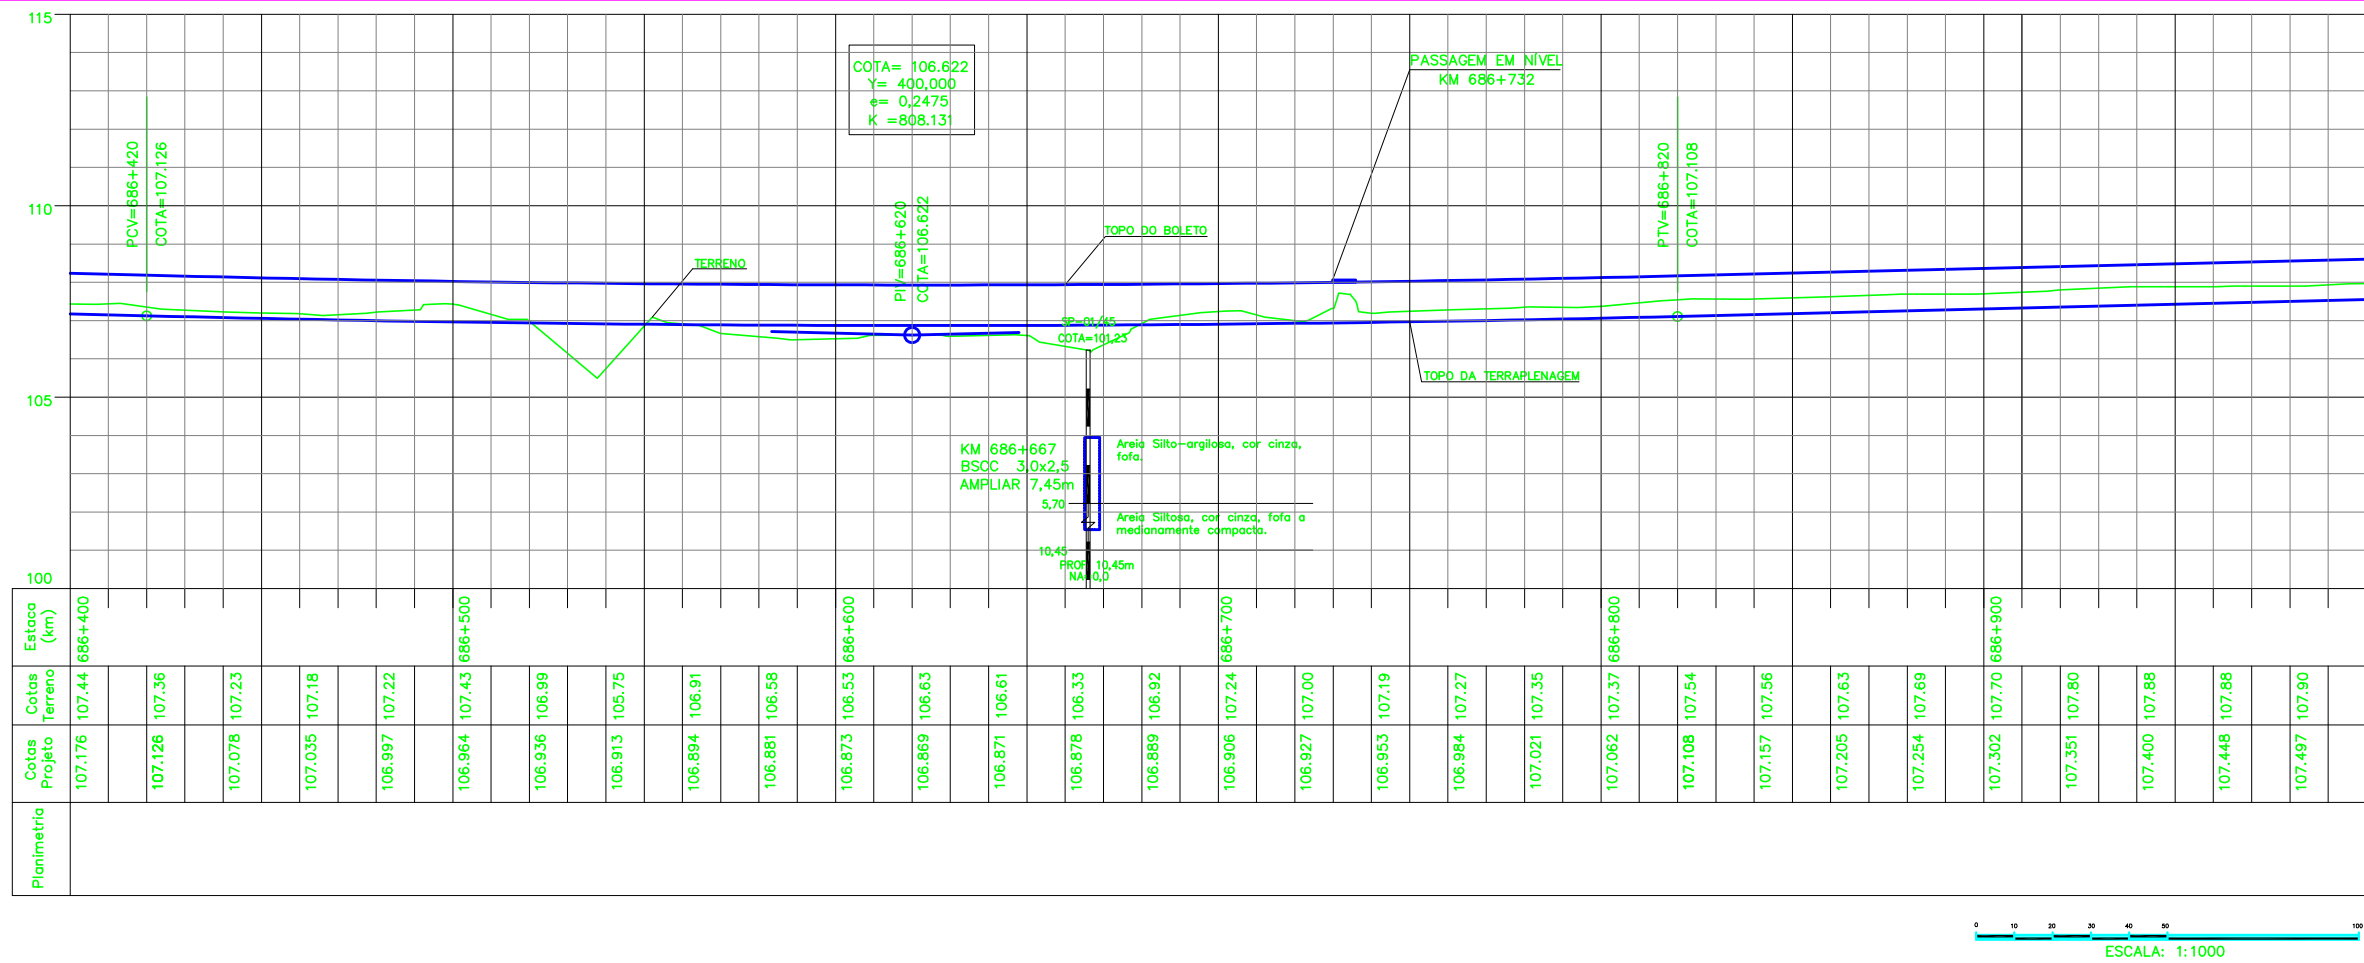 115
110
105
100
COTA= 106.622
Y= 400,000
e= 0,2475
K =808.131
PASSAGEM EM NÍVEL
KM 686+732
PCV=686+420
COTA=107.126
PIV=686+620
COTA=106.622
PTV=686+820
COTA=107.108
TERRENO
TOPO DO BOLETO
TOPO DA TERRAPLENAGEM
SP-01/45
COTA=101,23
KM 686+667
BSCC 3,0x2,5
AMPLIAR 7,45m
Areia Silto-argilosa, cor cinza,
fofa.
5,70
Areia Siltosa, cor cinza, fofa a
medianamente compacta.
10,45
PROF 10,45m
NA 0,0
Estaca
(km)
686+400
686+500
686+600
686+700
686+800
686+900
Cotas
Terreno
107.44
107.36
107.23
107.18
107.22
107.43
106.99
105.75
106.91
106.58
106.53
106.63
106.61
106.33
106.92
107.24
107.00
107.19
107.27
107.35
107.37
107.54
107.56
107.63
107.69
107.70
107.80
107.88
107.88
107.90
Cotas
Projeto
107.176
107.126
107.078
107.035
106.997
106.964
106.936
106.913
106.894
106.881
106.873
106.869
106.871
106.878
106.889
106.906
106.927
106.953
106.984
107.021
107.062
107.108
107.157
107.205
107.254
107.302
107.351
107.400
107.448
107.497
Planimetria
0 10 20 30 40 50 100
ESCALA: 1:1000